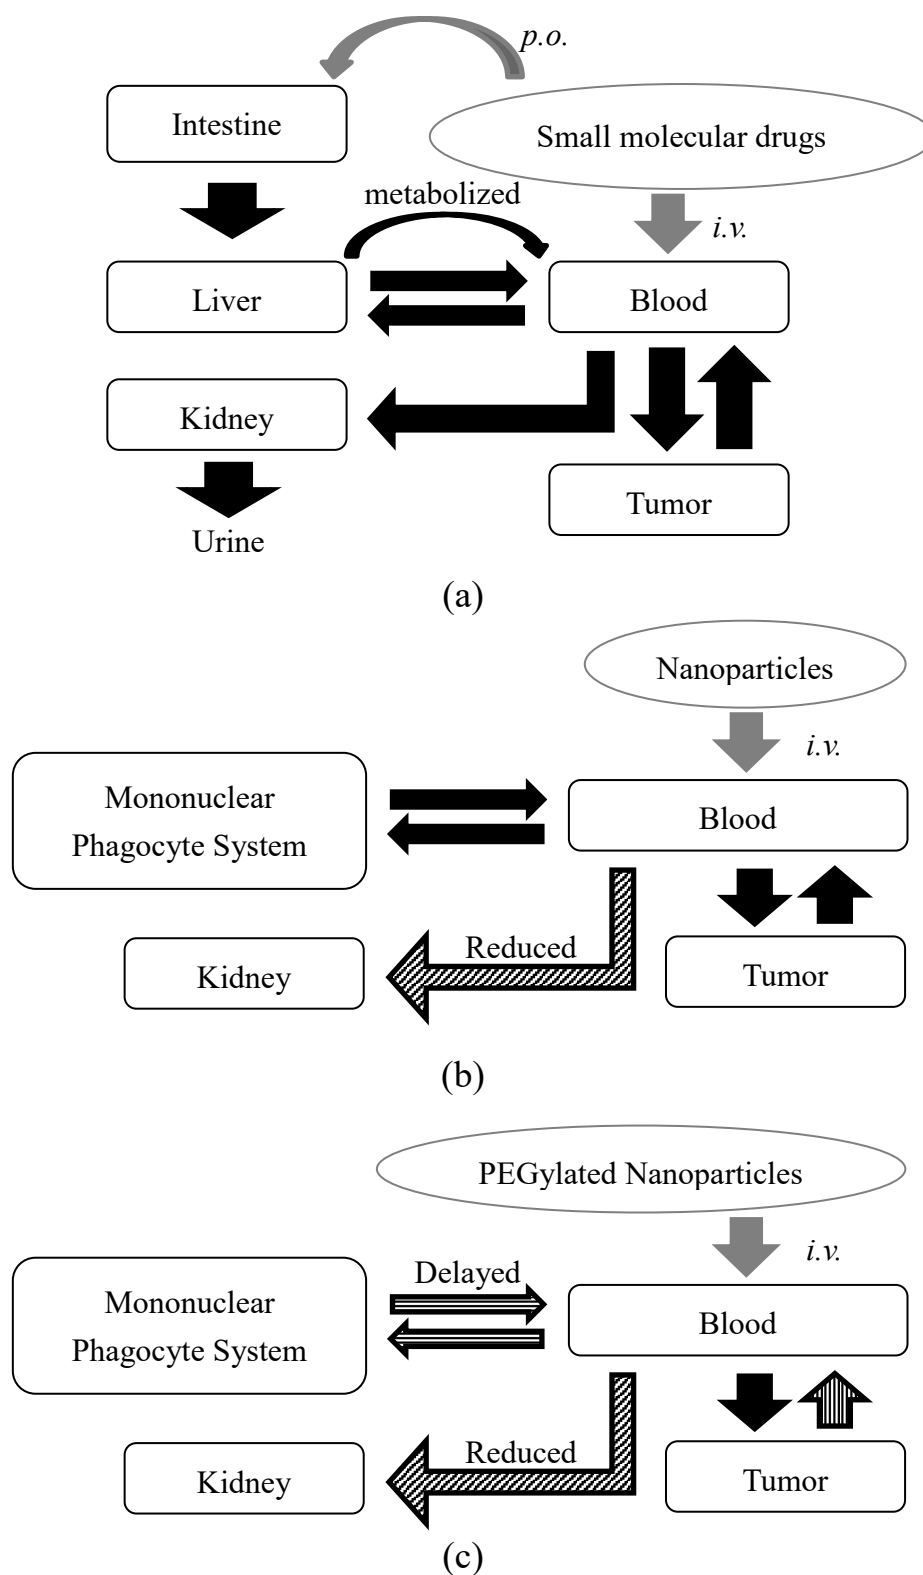 p.o.
Intestine
Small molecular drugs
metabolized
i.v.
Liver
Blood
Kidney
Tumor
Urine
(a)
Nanoparticles
i.v.
Mononuclear
Phagocyte System
Blood
Reduced
Kidney
Tumor
(b)
PEGylated Nanoparticles
i.v.
Delayed
Mononuclear
Phagocyte System
Blood
Reduced
Kidney
Tumor
(c)